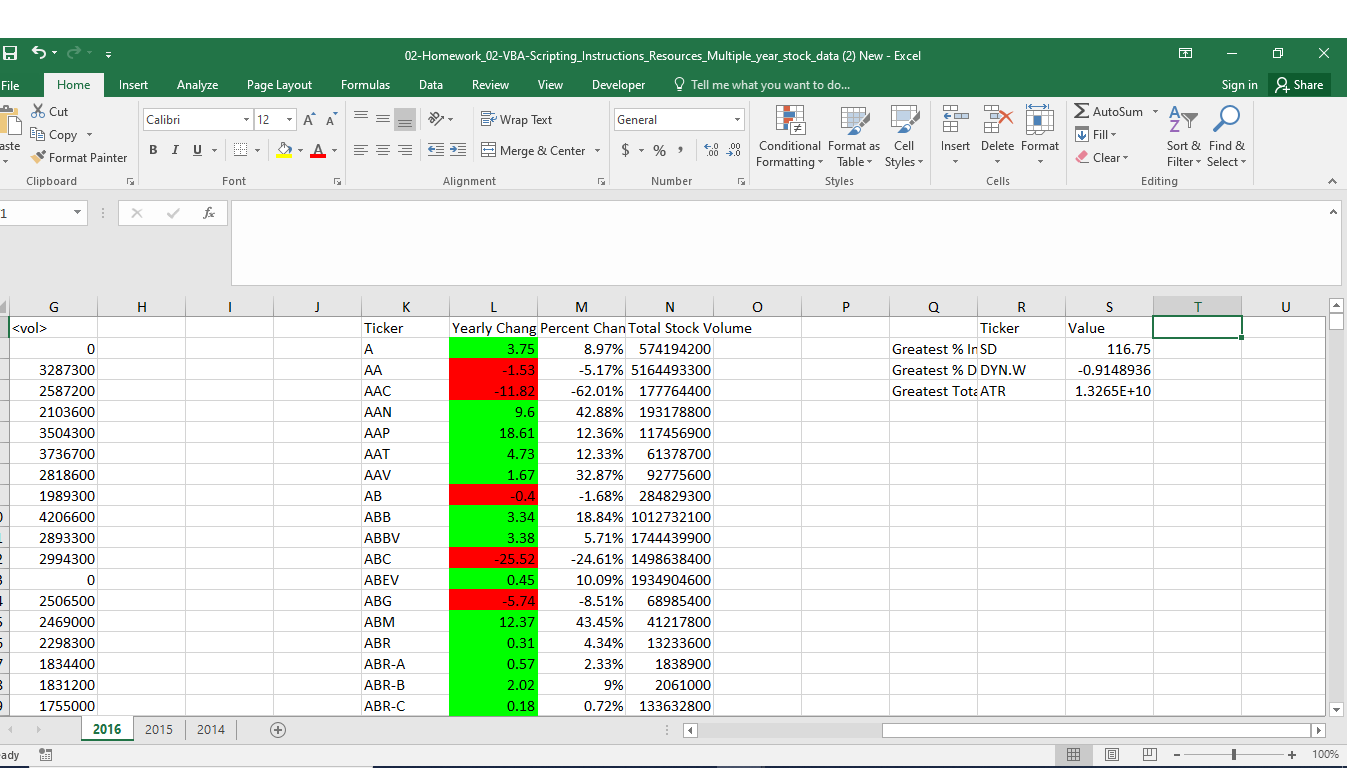 02-Homework_02-VBA-Scripting_Instructions_Resources_Multiple_year_stock_data (2) New - Excel
File Home Insert Analyze Page Layout Formulas Data Review View Developer Tell me what you want to do... Sign in Share
Cut
Copy
Format Painter
aste
Clipboard
Calibri 12 A A
B I U A
Font
Wrap Text
Merge & Center
Alignment
General
$ % ,
Number
Conditional Formatting
Format as Table
Cell Styles
Styles
Insert Delete Format
Cells
AutoSum
Fill
Clear
Sort & Filter
Find & Select
Editing
1 fx
G H I J K L M N O P Q R S T U
<vol> Ticker Yearly Chang Percent Chan Total Stock Volume Ticker Value
0 A 3.75 8.97% 574194200 Greatest % In SD 116.75
3287300 AA -1.53 -5.17% 5164493300 Greatest % D DYN.W -0.9148936
2587200 AAC -11.82 -62.01% 177764400 Greatest Tota ATR 1.3265E+10
2103600 AAN 9.6 42.88% 193178800
3504300 AAP 18.61 12.36% 117456900
3736700 AAT 4.73 12.33% 61378700
2818600 AAV 1.67 32.87% 92775600
1989300 AB -0.4 -1.68% 284829300
4206600 ABB 3.34 18.84% 1012732100
2893300 ABBV 3.38 5.71% 1744439900
2994300 ABC -25.52 -24.61% 1498638400
0 ABEV 0.45 10.09% 1934904600
2506500 ABG -5.74 -8.51% 68985400
2469000 ABM 12.37 43.45% 41217800
2298300 ABR 0.31 4.34% 13233600
1834400 ABR-A 0.57 2.33% 1838900
1831200 ABR-B 2.02 9% 2061000
1755000 ABR-C 0.18 0.72% 133632800
2016 2015 2014
ady 100%